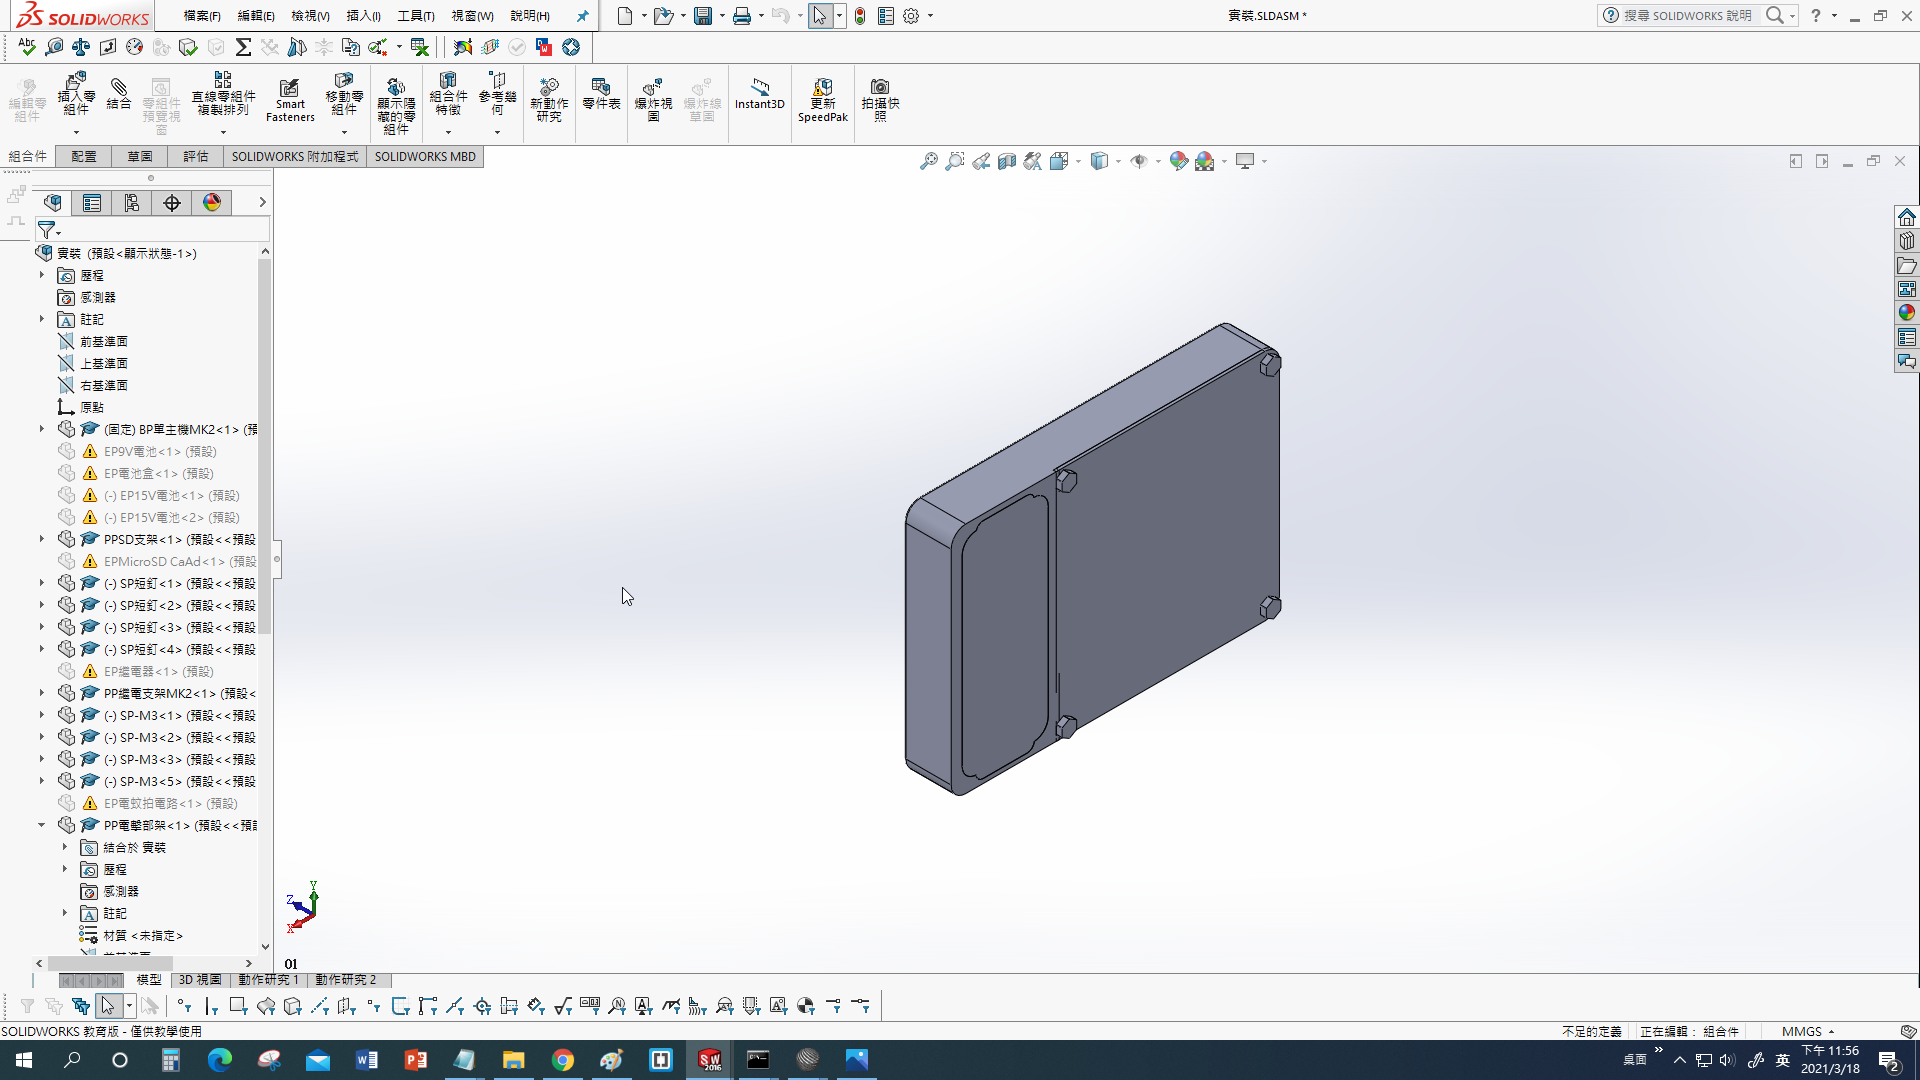 SOLIDWORKS
檔案(F) 編輯(E) 檢視(V) 插入(I) 工具(T) 視窗(W) 說明(H)
實裝.SLDASM *
搜尋 SOLIDWORKS 說明
編輯零組件
插入零組件
結合
零組件預覽視窗
直線零組件複製排列
Smart Fasteners
移動零組件
顯示隱藏的零組件
組合件特徵
參考幾何
新動作研究
零件表
爆炸視圖
爆炸線草圖
Instant3D
更新 SpeedPak
拍攝快照
組合件 配置 草圖 評估 SOLIDWORKS 附加程式 SOLIDWORKS MBD
實裝 (預設<顯示狀態-1>)
歷程
感測器
註記
前基準面
上基準面
右基準面
原點
(固定) BP單主機MK2<1> (預
EP9V電池<1> (預設)
EP電池盒<1> (預設)
(-) EP15V電池<1> (預設)
(-) EP15V電池<2> (預設)
PPSD支架<1> (預設<<預設
EPMicroSD CaAd<1> (預設
(-) SP短釘<1> (預設<<預設
(-) SP短釘<2> (預設<<預設
(-) SP短釘<3> (預設<<預設
(-) SP短釘<4> (預設<<預設
EP繼電器<1> (預設)
PP繼電支架MK2<1> (預設<
(-) SP-M3<1> (預設<<預設
(-) SP-M3<2> (預設<<預設
(-) SP-M3<3> (預設<<預設
(-) SP-M3<5> (預設<<預設
EP電蚊拍電路<1> (預設)
PP電擊部架<1> (預設<<預設
結合於 實裝
歷程
感測器
註記
材質 <未指定>
Y
Z
X
01
模型 3D 視圖 動作研究 1 動作研究 2
SOLIDWORKS 教育版 - 僅供教學使用
不足的定義 正在編輯： 組合件 MMGS
桌面 英 下午 11:56
2021/3/18
2